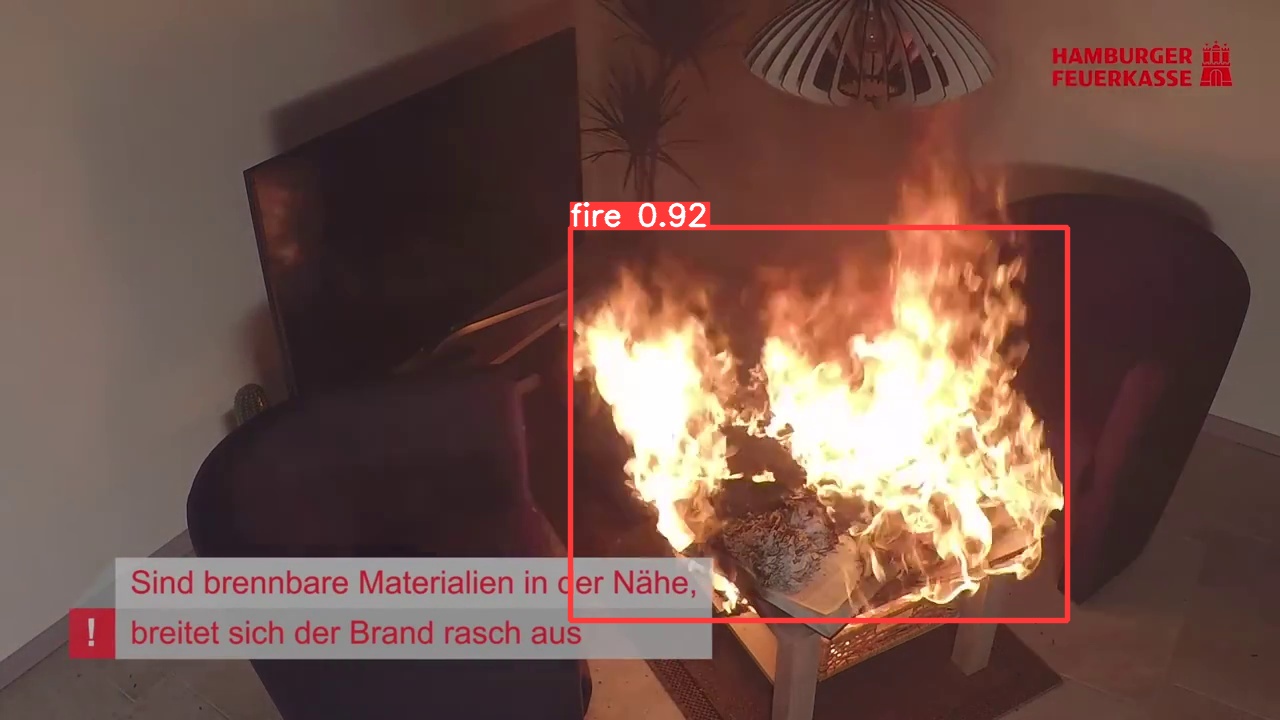 HAMBURGER
FEUERKASSE
fire 0.92
Sind brennbare Materialien in der Nähe,
! breitet sich der Brand rasch aus